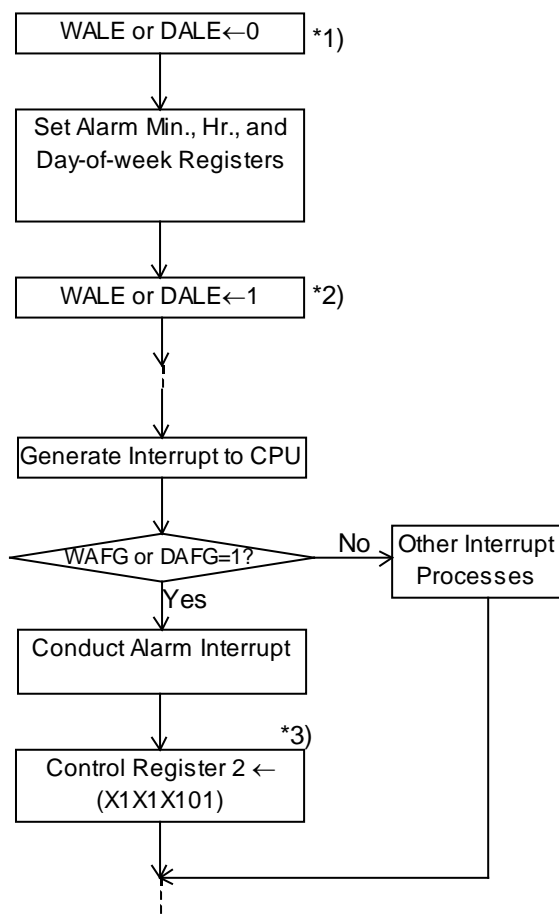 WALE or DALE←0
*1)
Set Alarm Min., Hr., and
Day-of-week Registers
WALE or DALE←1
*2)
Generate Interrupt to CPU
WAFG or DAFG=1?
No
Other Interrupt
Processes
Yes
Conduct Alarm Interrupt
*3)
Control Register 2 ←
(X1X1X101)